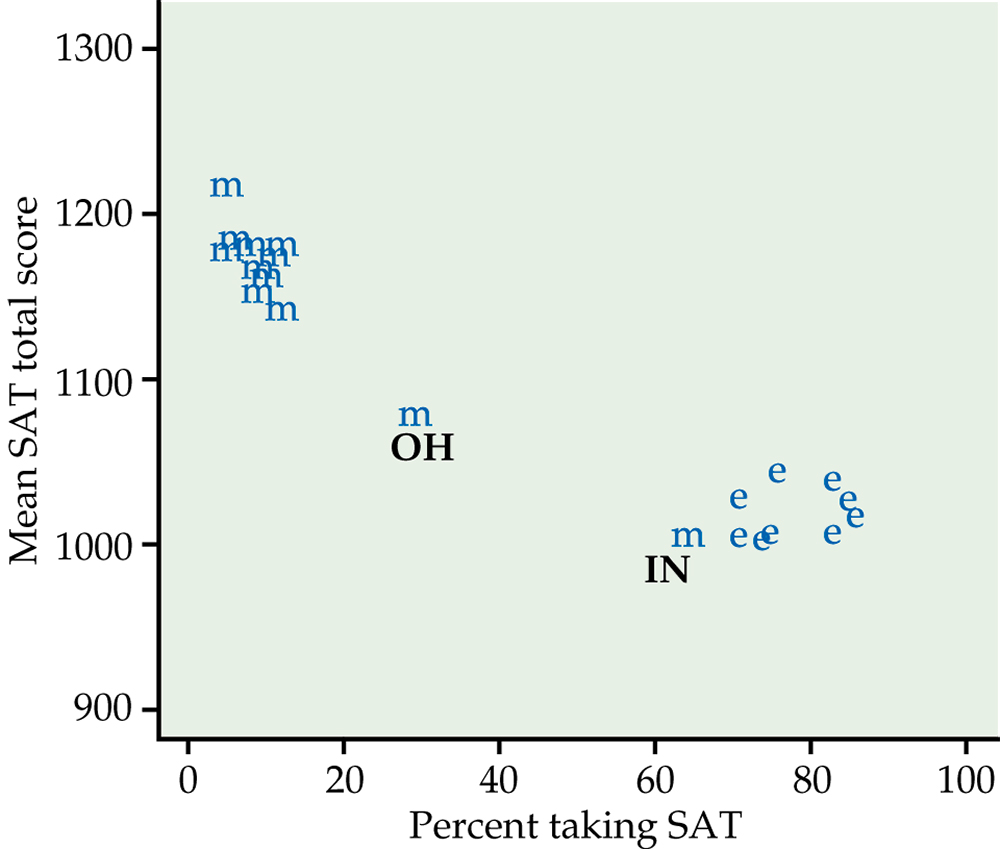 1300
m
1200
m
m m m
m
m
m
m
m
1100
m
OH
e
e
e
e
e
1000
m
e e e
e
IN
900
0 20 40 60 80 100
Percent taking SAT
Mean SAT total score